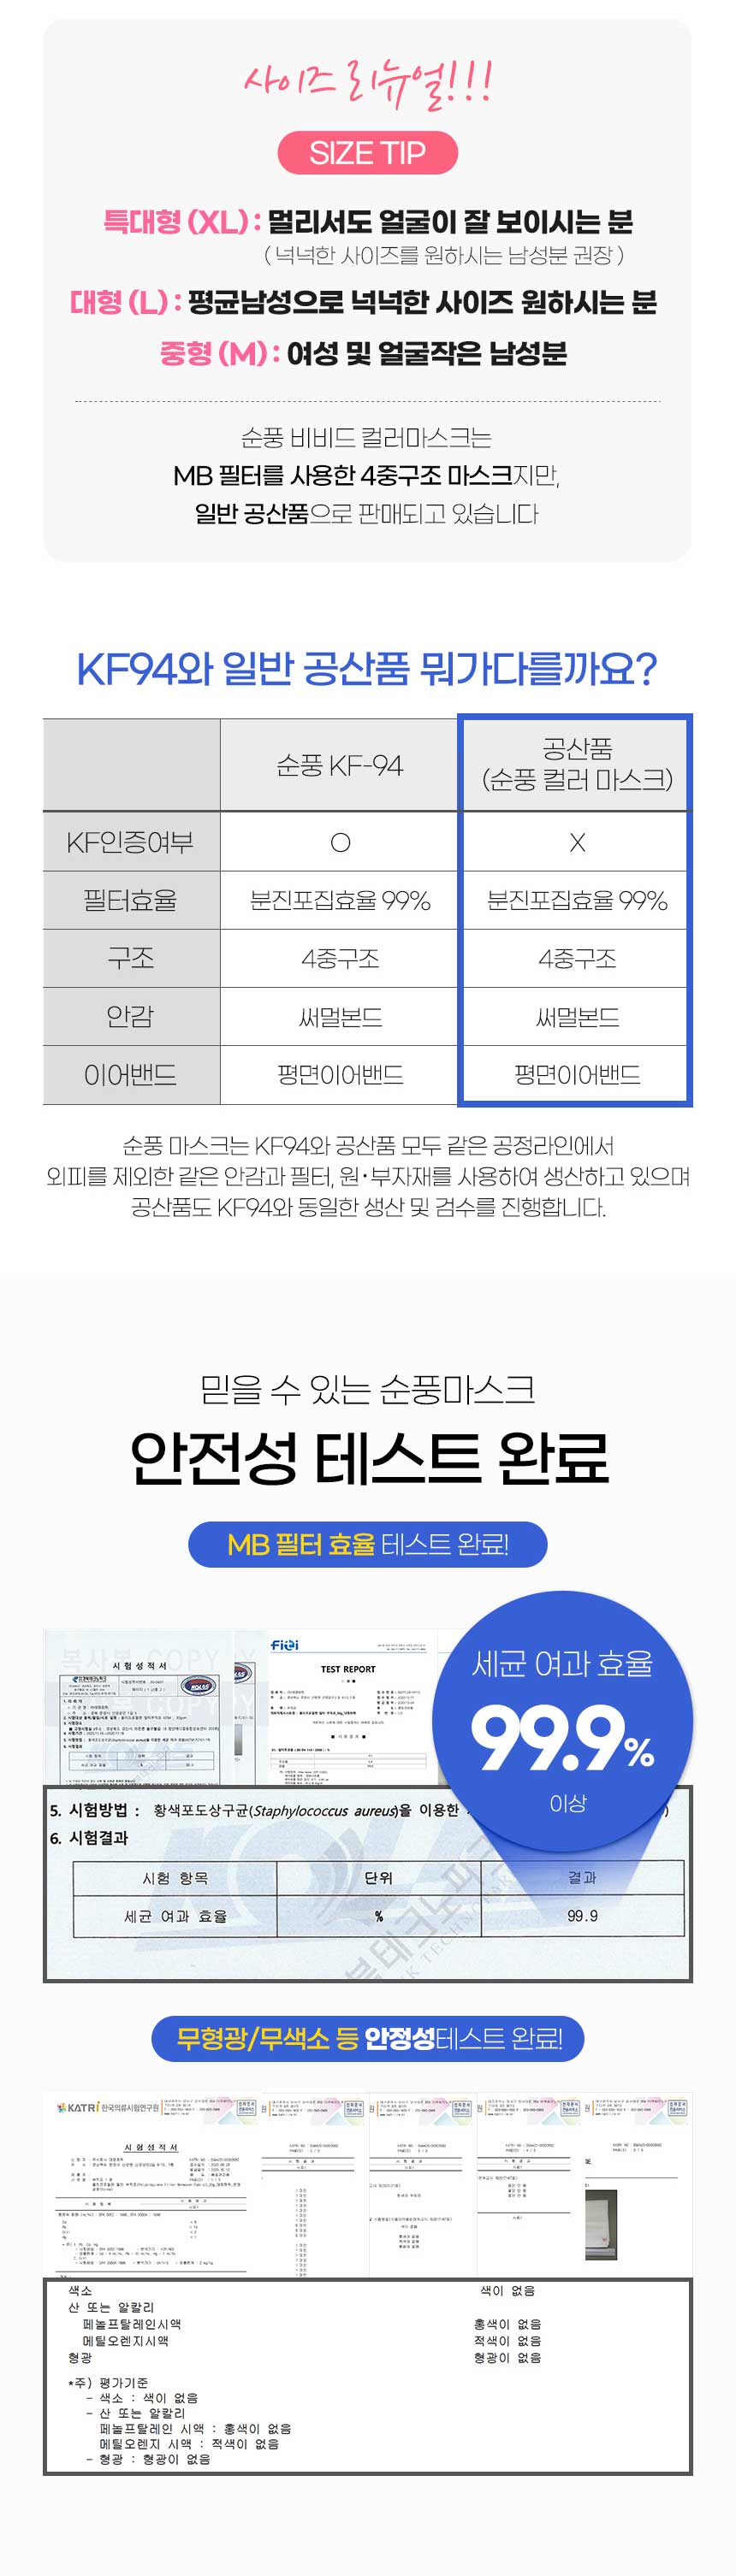 사이즈 리뉴얼!!!
SIZE TIP
특대형 (XL) : 멀리서도 얼굴이 잘 보이시는 분
( 넉넉한 사이즈를 원하시는 남성분 권장 )
대형 (L) : 평균남성으로 넉넉한 사이즈 원하시는 분
중형 (M) : 여성 및 얼굴작은 남성분
순풍 비비드 컬러마스크는
MB 필터를 사용한 4중구조 마스크지만,
일반 공산품으로 판매되고 있습니다
KF94와 일반 공산품 뭐가다를까요?
순풍 KF-94
공산품
(순풍 컬러 마스크)
KF인증여부 O X
필터효율 분진포집효율 99% 분진포집효율 99%
구조 4중구조 4중구조
안감 써멀본드 써멀본드
이어밴드 평면이어밴드 평면이어밴드
순풍 마스크는 KF94와 공산품 모두 같은 공정라인에서
외피를 제외한 같은 안감과 필터, 원·부자재를 사용하여 생산하고 있으며
공산품도 KF94와 동일한 생산 및 검수를 진행합니다.
믿을 수 있는 순풍마스크
안전성 테스트 완료
MB 필터 효율 테스트 완료!
시험성적서
fiti
TEST REPORT
세균 여과 효율
99.9%
이상
5. 시험방법 : 황색포도상구균(Staphylococcus aureus)을 이용한
6. 시험결과
시험 항목 단위 결과
세균 여과 효율 % 99.9
무형광/무색소 등 안정성테스트 완료!
KATRI 한국의류시험연구원
시험성적서
색소 색이 없음
산 또는 알칼리
페놀프탈레인시액 홍색이 없음
메틸오렌지시액 적색이 없음
형광 형광이 없음
*주) 평가기준
- 색소 : 색이 없음
- 산 또는 알칼리
페놀프탈레인 시액 : 홍색이 없음
메틸오렌지 시액 : 적색이 없음
- 형광 : 형광이 없음